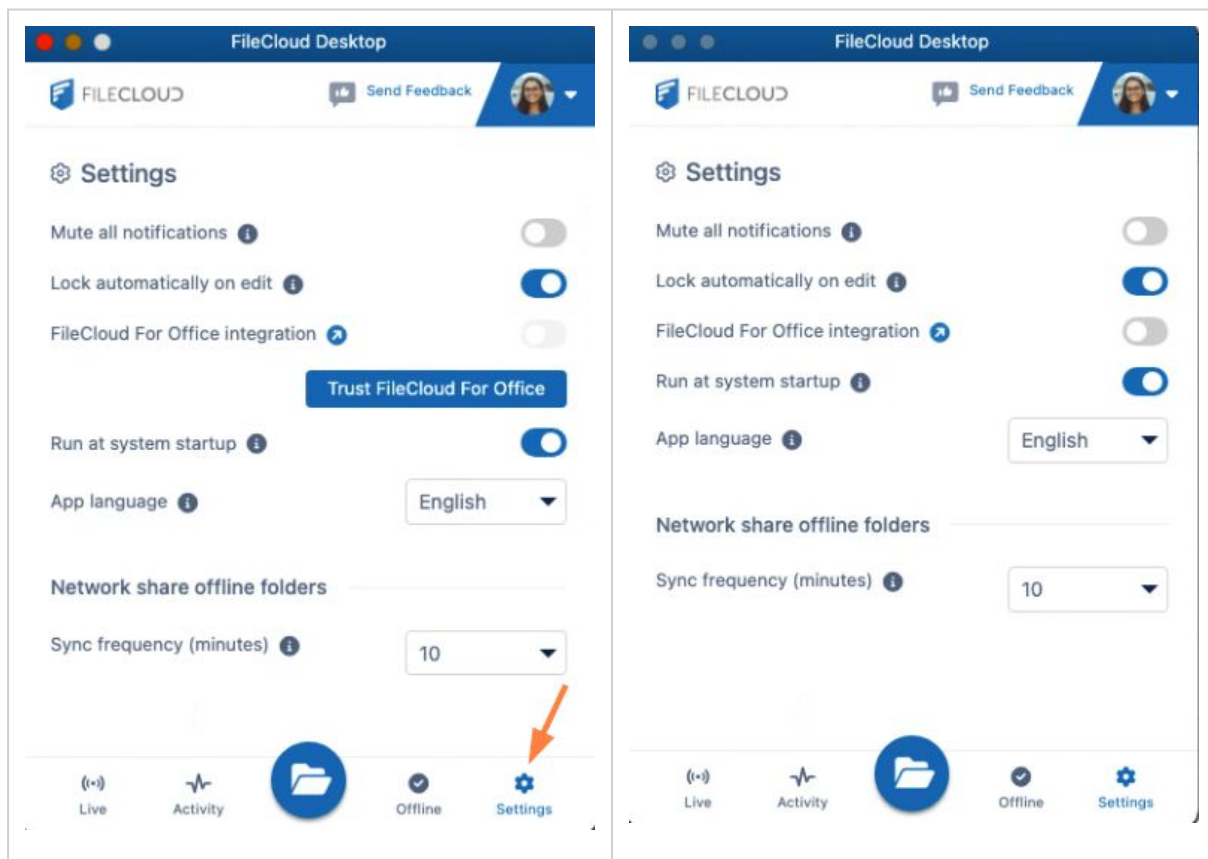 FileCloud Desktop
FILECLOUD
Send Feedback
Settings
Mute all notifications
Lock automatically on edit
FileCloud For Office integration
Trust FileCloud For Office
Run at system startup
App language
English
Network share offline folders
Sync frequency (minutes)
10
Live
Activity
Offline
Settings
FileCloud Desktop
FILECLOUD
Send Feedback
Settings
Mute all notifications
Lock automatically on edit
FileCloud For Office integration
Run at system startup
App language
English
Network share offline folders
Sync frequency (minutes)
10
Live
Activity
Offline
Settings